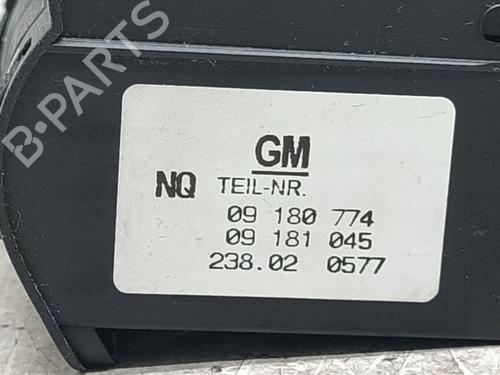 B-PARTS
GM
NQ TEIL-NR.
09 180 774
09 181 045
238.02 0577